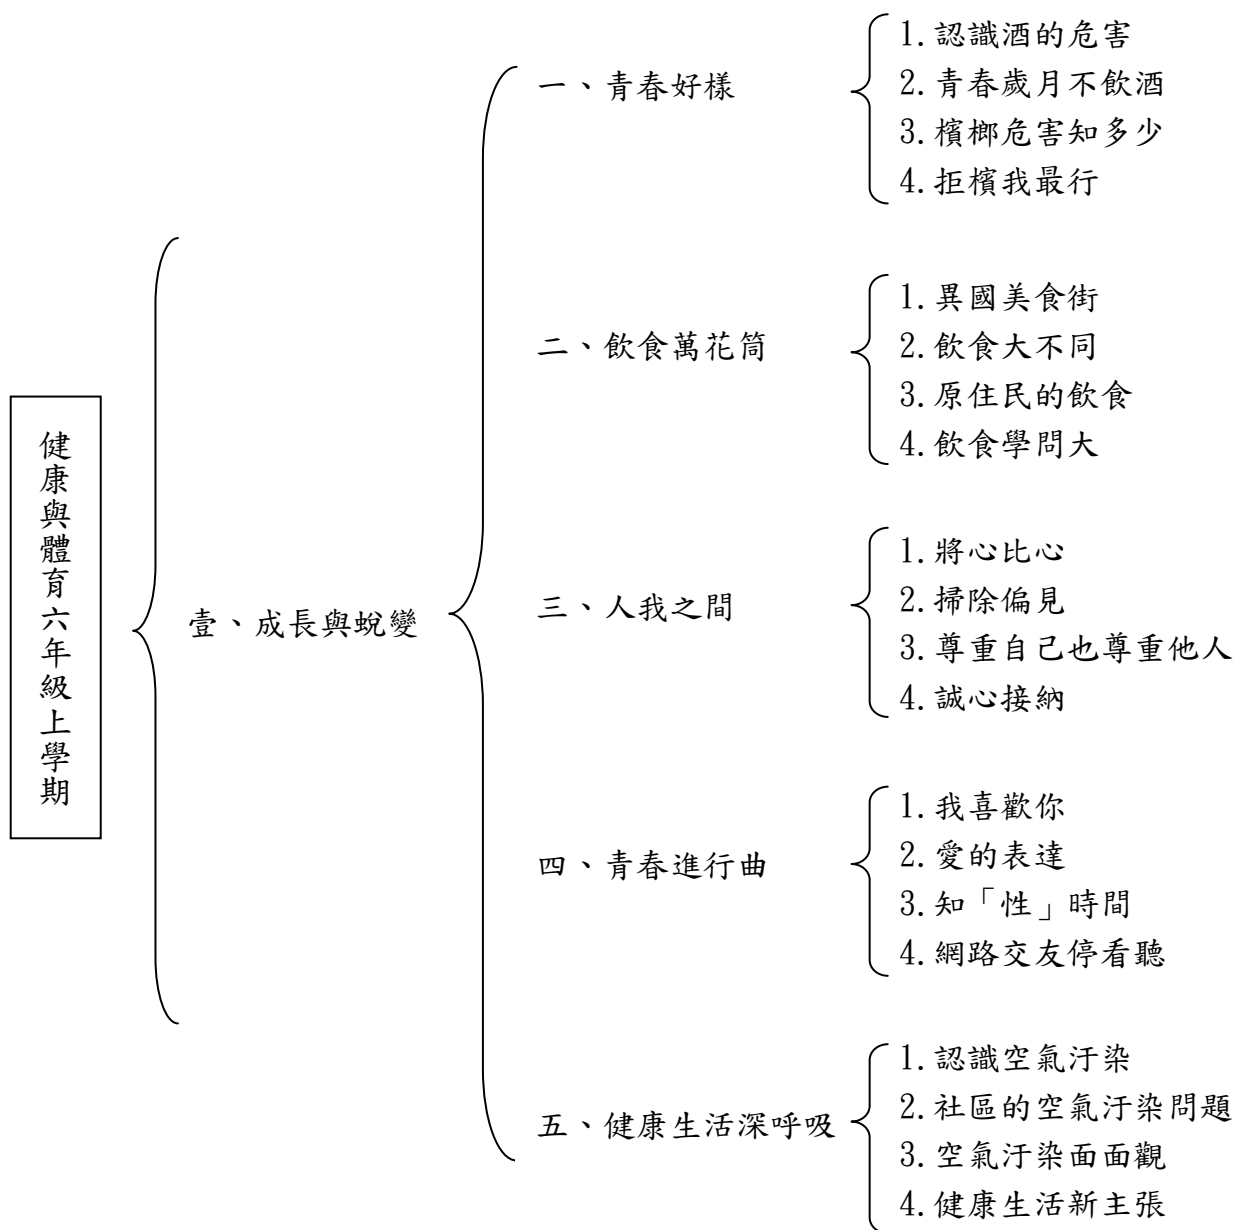 健康與體育六年級上學期
壹、成長與蛻變
一、青春好樣
1.認識酒的危害
2.青春歲月不飲酒
3.檳榔危害知多少
4.拒檳我最行
二、飲食萬花筒
1.異國美食街
2.飲食大不同
3.原住民的飲食
4.飲食學問大
三、人我之間
1.將心比心
2.掃除偏見
3.尊重自己也尊重他人
4.誠心接納
四、青春進行曲
1.我喜歡你
2.愛的表達
3.知「性」時間
4.網路交友停看聽
五、健康生活深呼吸
1.認識空氣汙染
2.社區的空氣汙染問題
3.空氣汙染面面觀
4.健康生活新主張